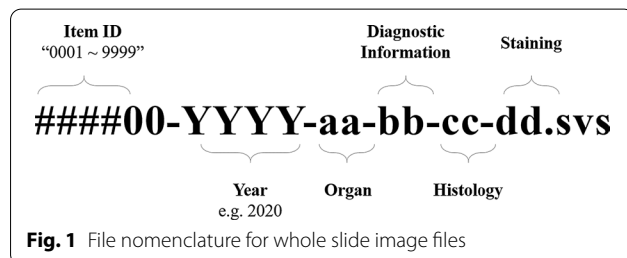 Item ID
“0001 ~ 9999”
Diagnostic
Information
Staining
####00-YYYY-aa-bb-cc-dd.svs
Year
e.g. 2020
Organ
Histology
Fig. 1 File nomenclature for whole slide image files